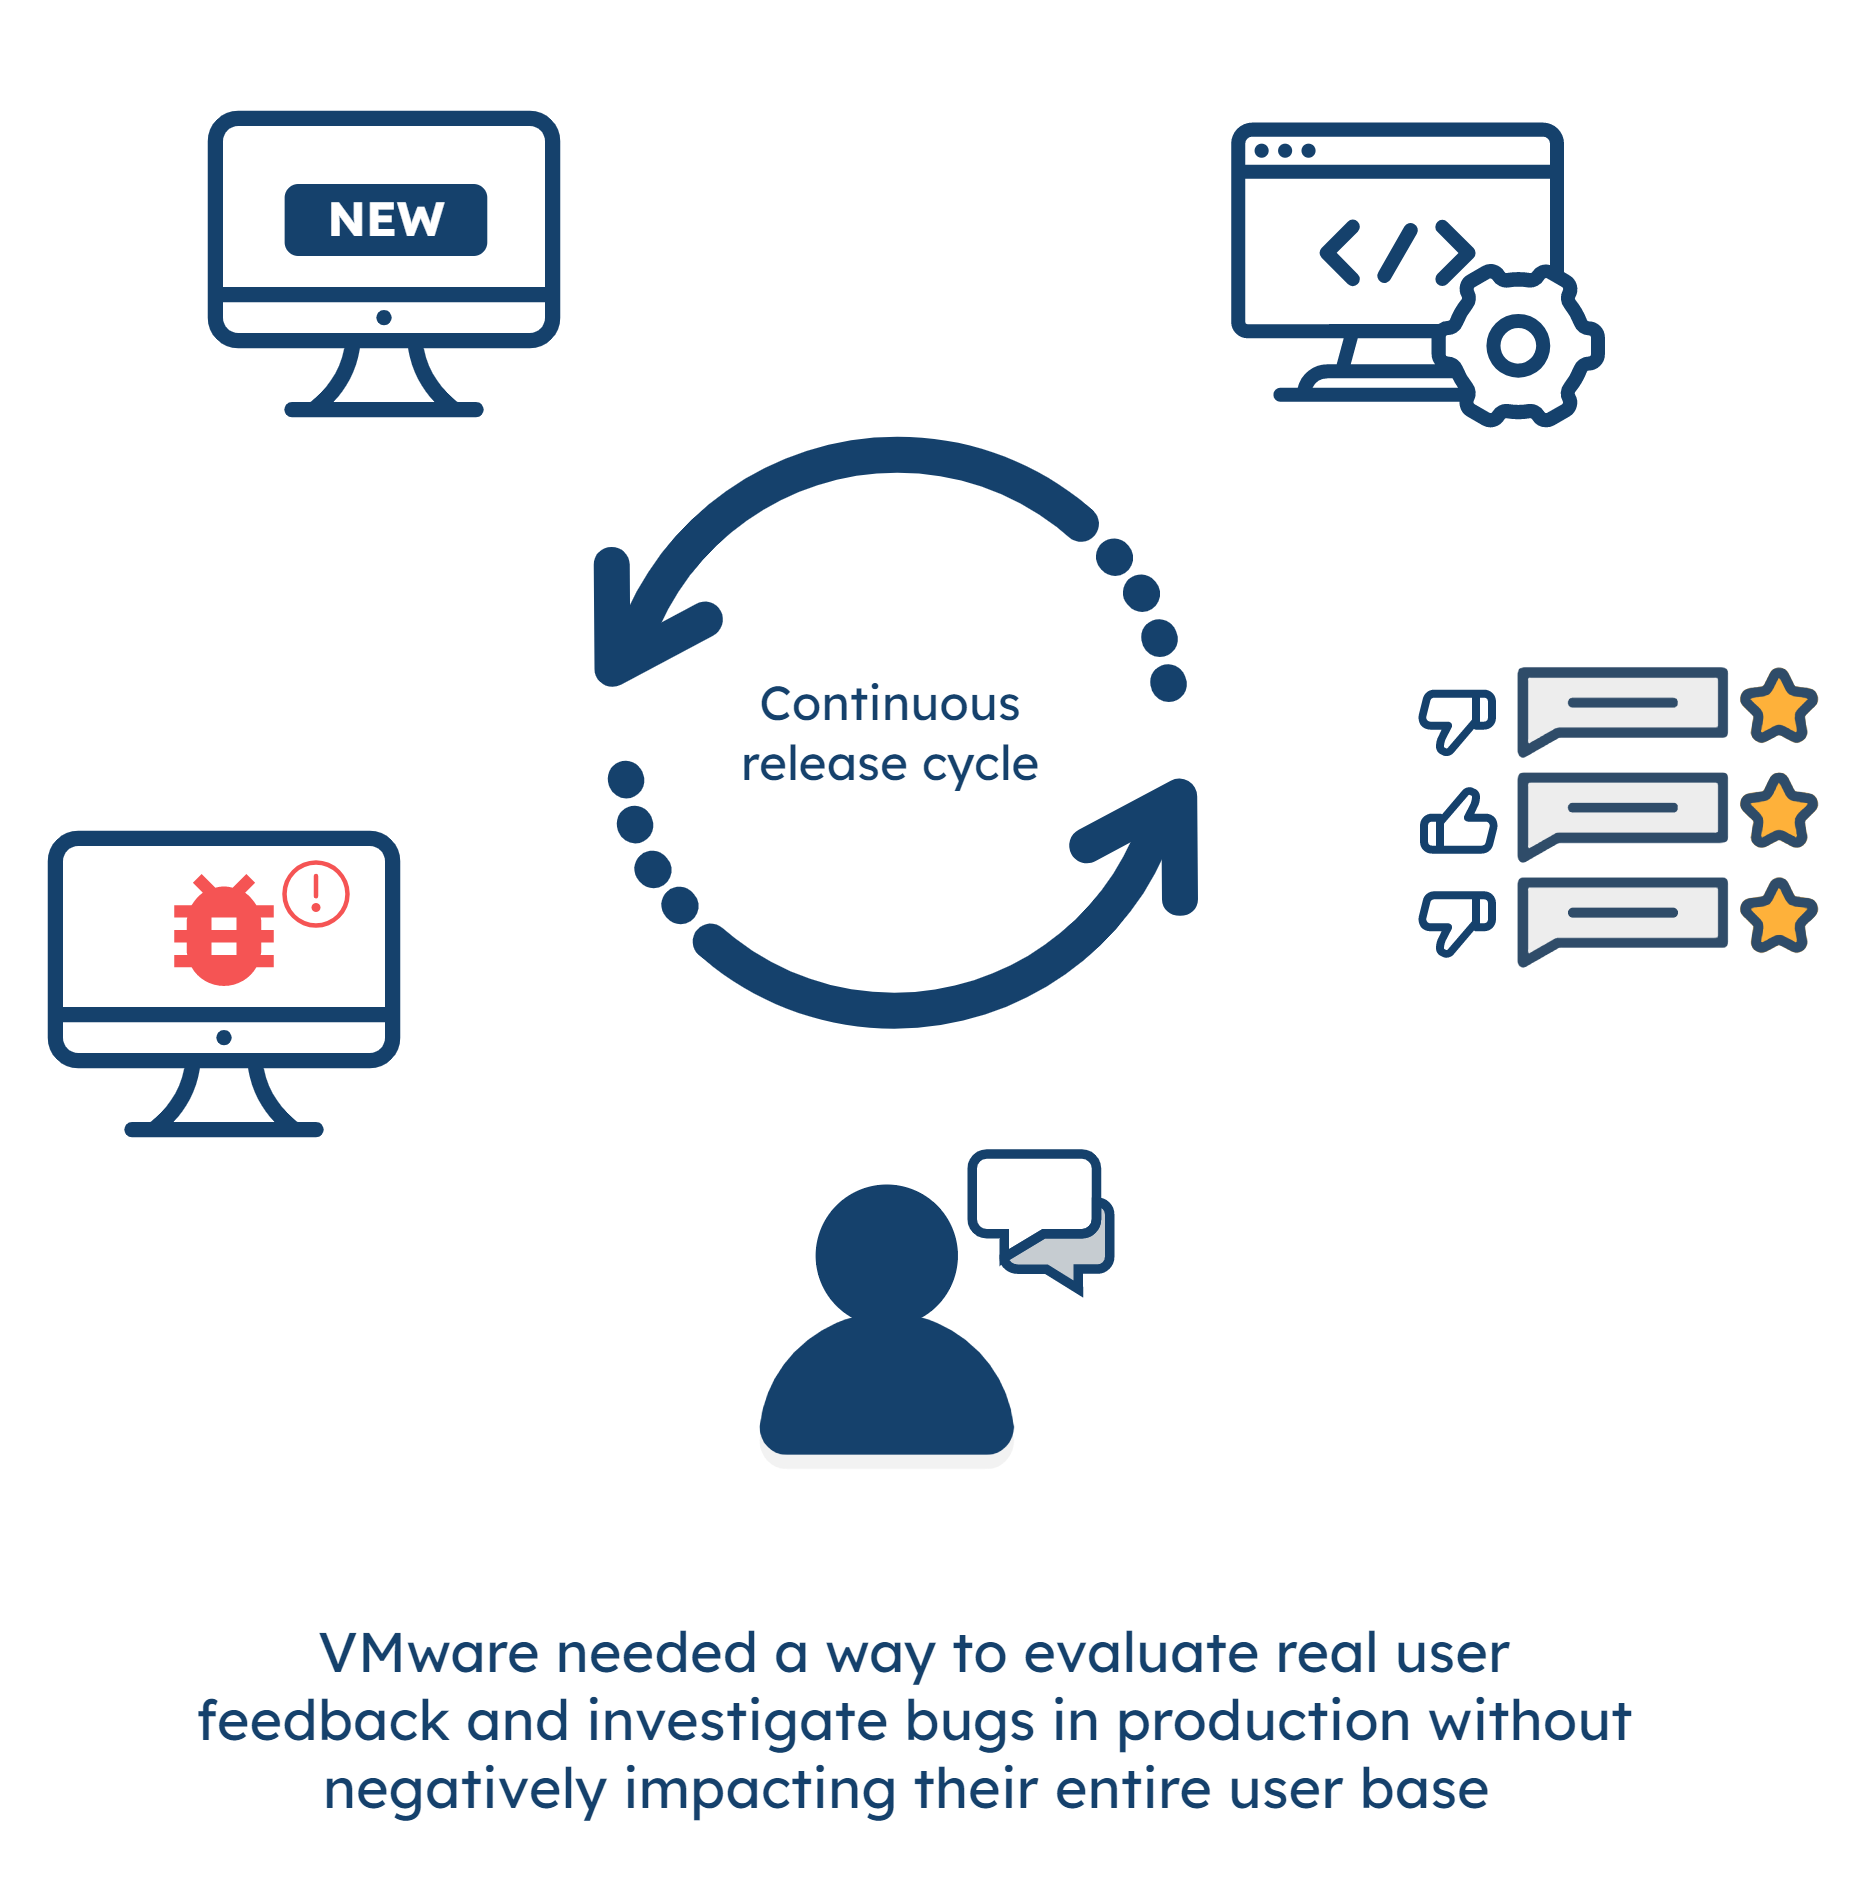 NEW
</>
Continuous
release cycle
VMware needed a way to evaluate real user
feedback and investigate bugs in production without
negatively impacting their entire user base